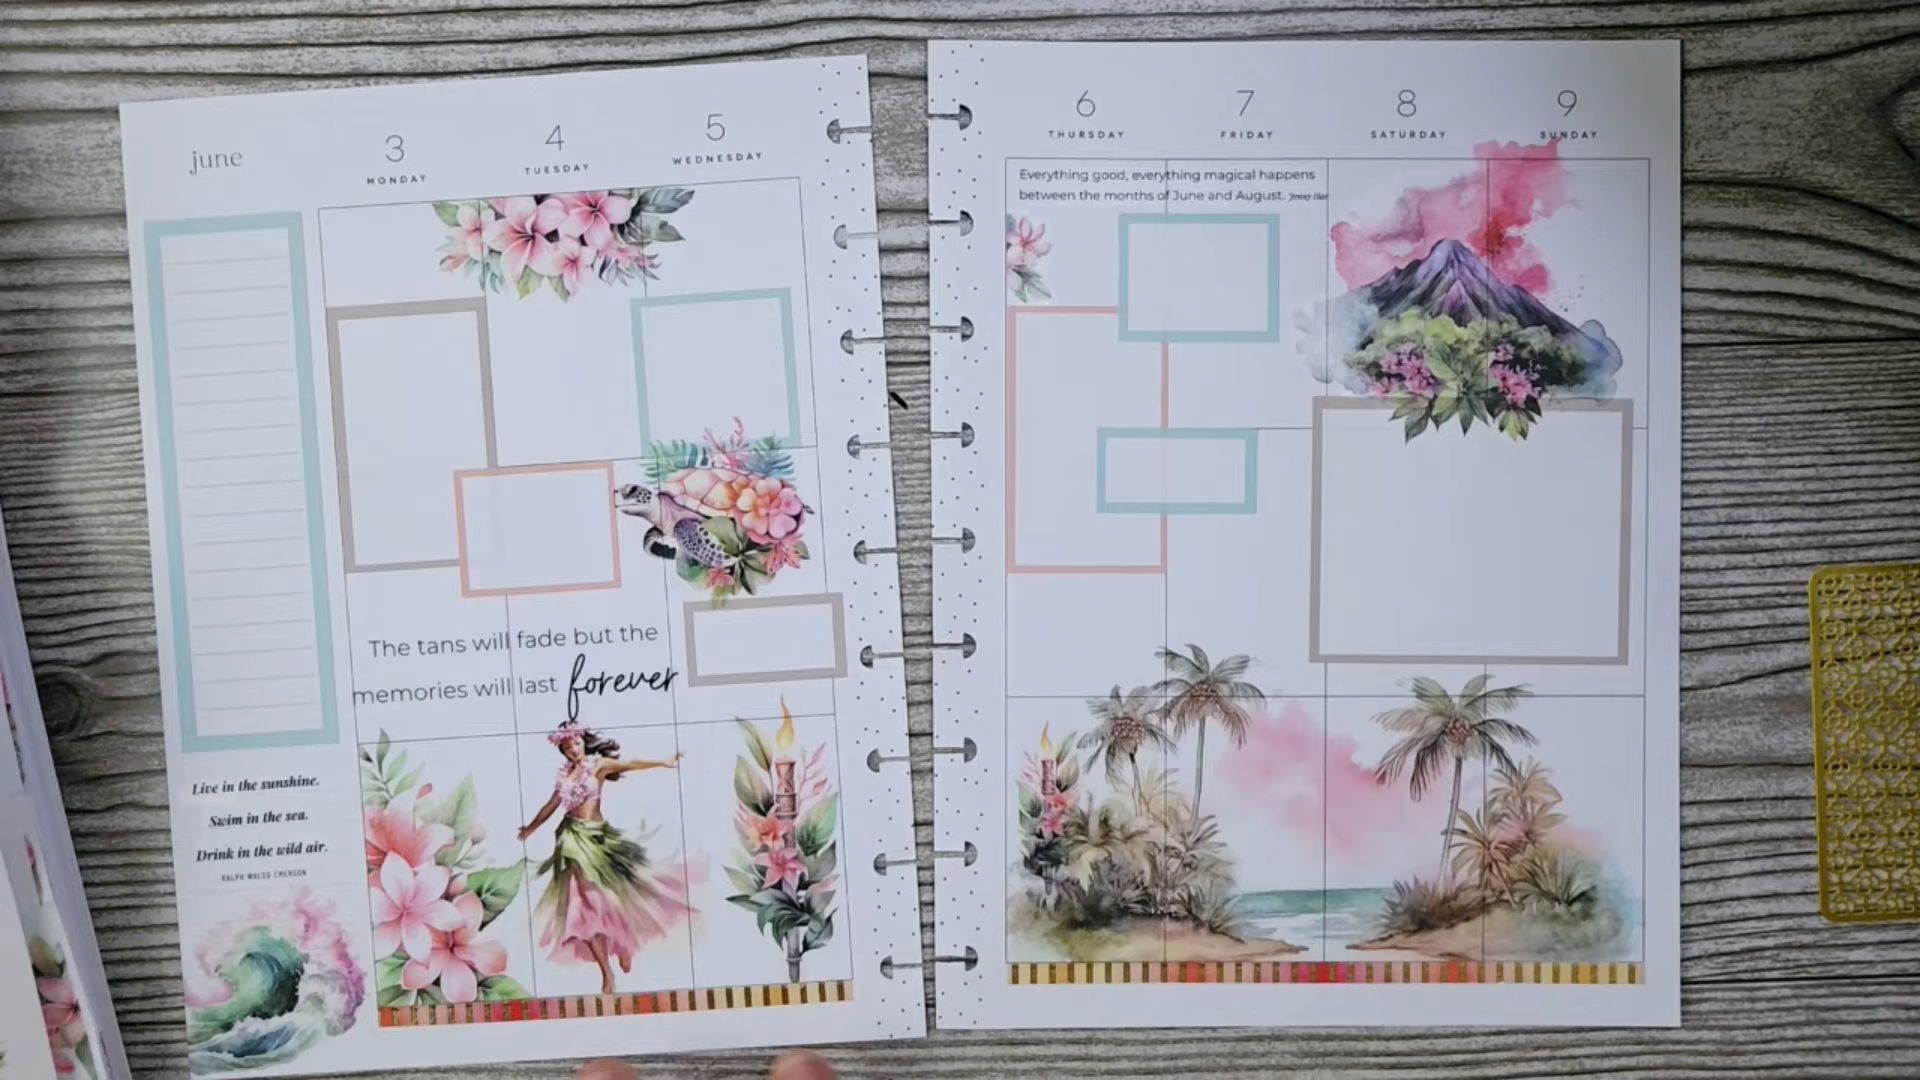 june
3
MONDAY
4
TUESDAY
5
WEDNESDAY
The tans will fade but the
memories will last forever
Live in the sunshine.
Swim in the sea.
Drink in the wild air.
RALPH WALDO EMERSON
6
THURSDAY
7
FRIDAY
8
SATURDAY
9
SUNDAY
Everything good, everything magical happens
between the months of June and August. Jenny Han